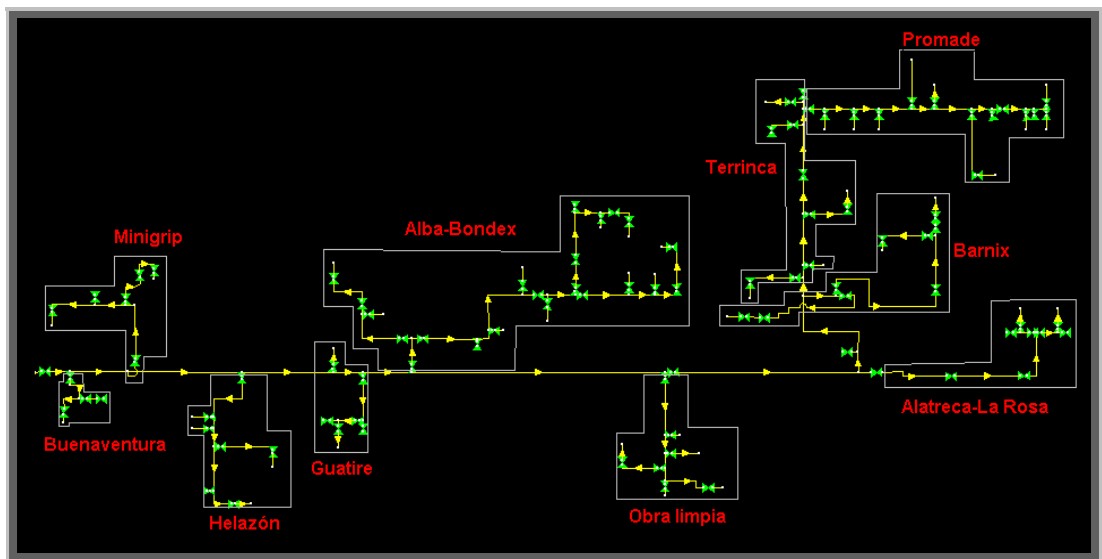 Promade
Terrinca
Alba-Bondex
Minigrip
Barnix
Alatreca-La Rosa
Buenaventura
Guatire
Helazón
Obra limpia